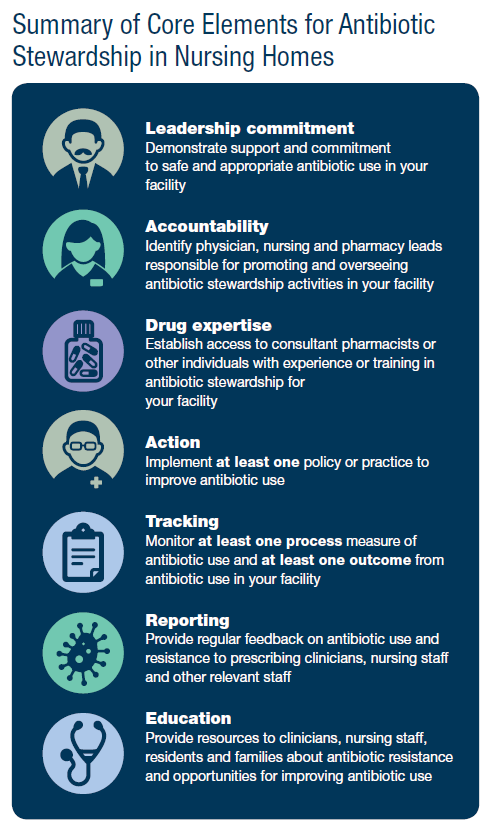 Summary of Core Elements for Antibiotic
Stewardship in Nursing Homes
Leadership commitment
Demonstrate support and commitment
to safe and appropriate antibiotic use in your
facility
Accountability
Identify physician, nursing and pharmacy leads
responsible for promoting and overseeing
antibiotic stewardship activities in your facility
Drug expertise
Establish access to consultant pharmacists or
other individuals with experience or training in
antibiotic stewardship for
your facility
Action
Implement at least one policy or practice to
improve antibiotic use
Tracking
Monitor at least one process measure of
antibiotic use and at least one outcome from
antibiotic use in your facility
Reporting
Provide regular feedback on antibiotic use and
resistance to prescribing clinicians, nursing staff
and other relevant staff
Education
Provide resources to clinicians, nursing staff,
residents and families about antibiotic resistance
and opportunities for improving antibiotic use